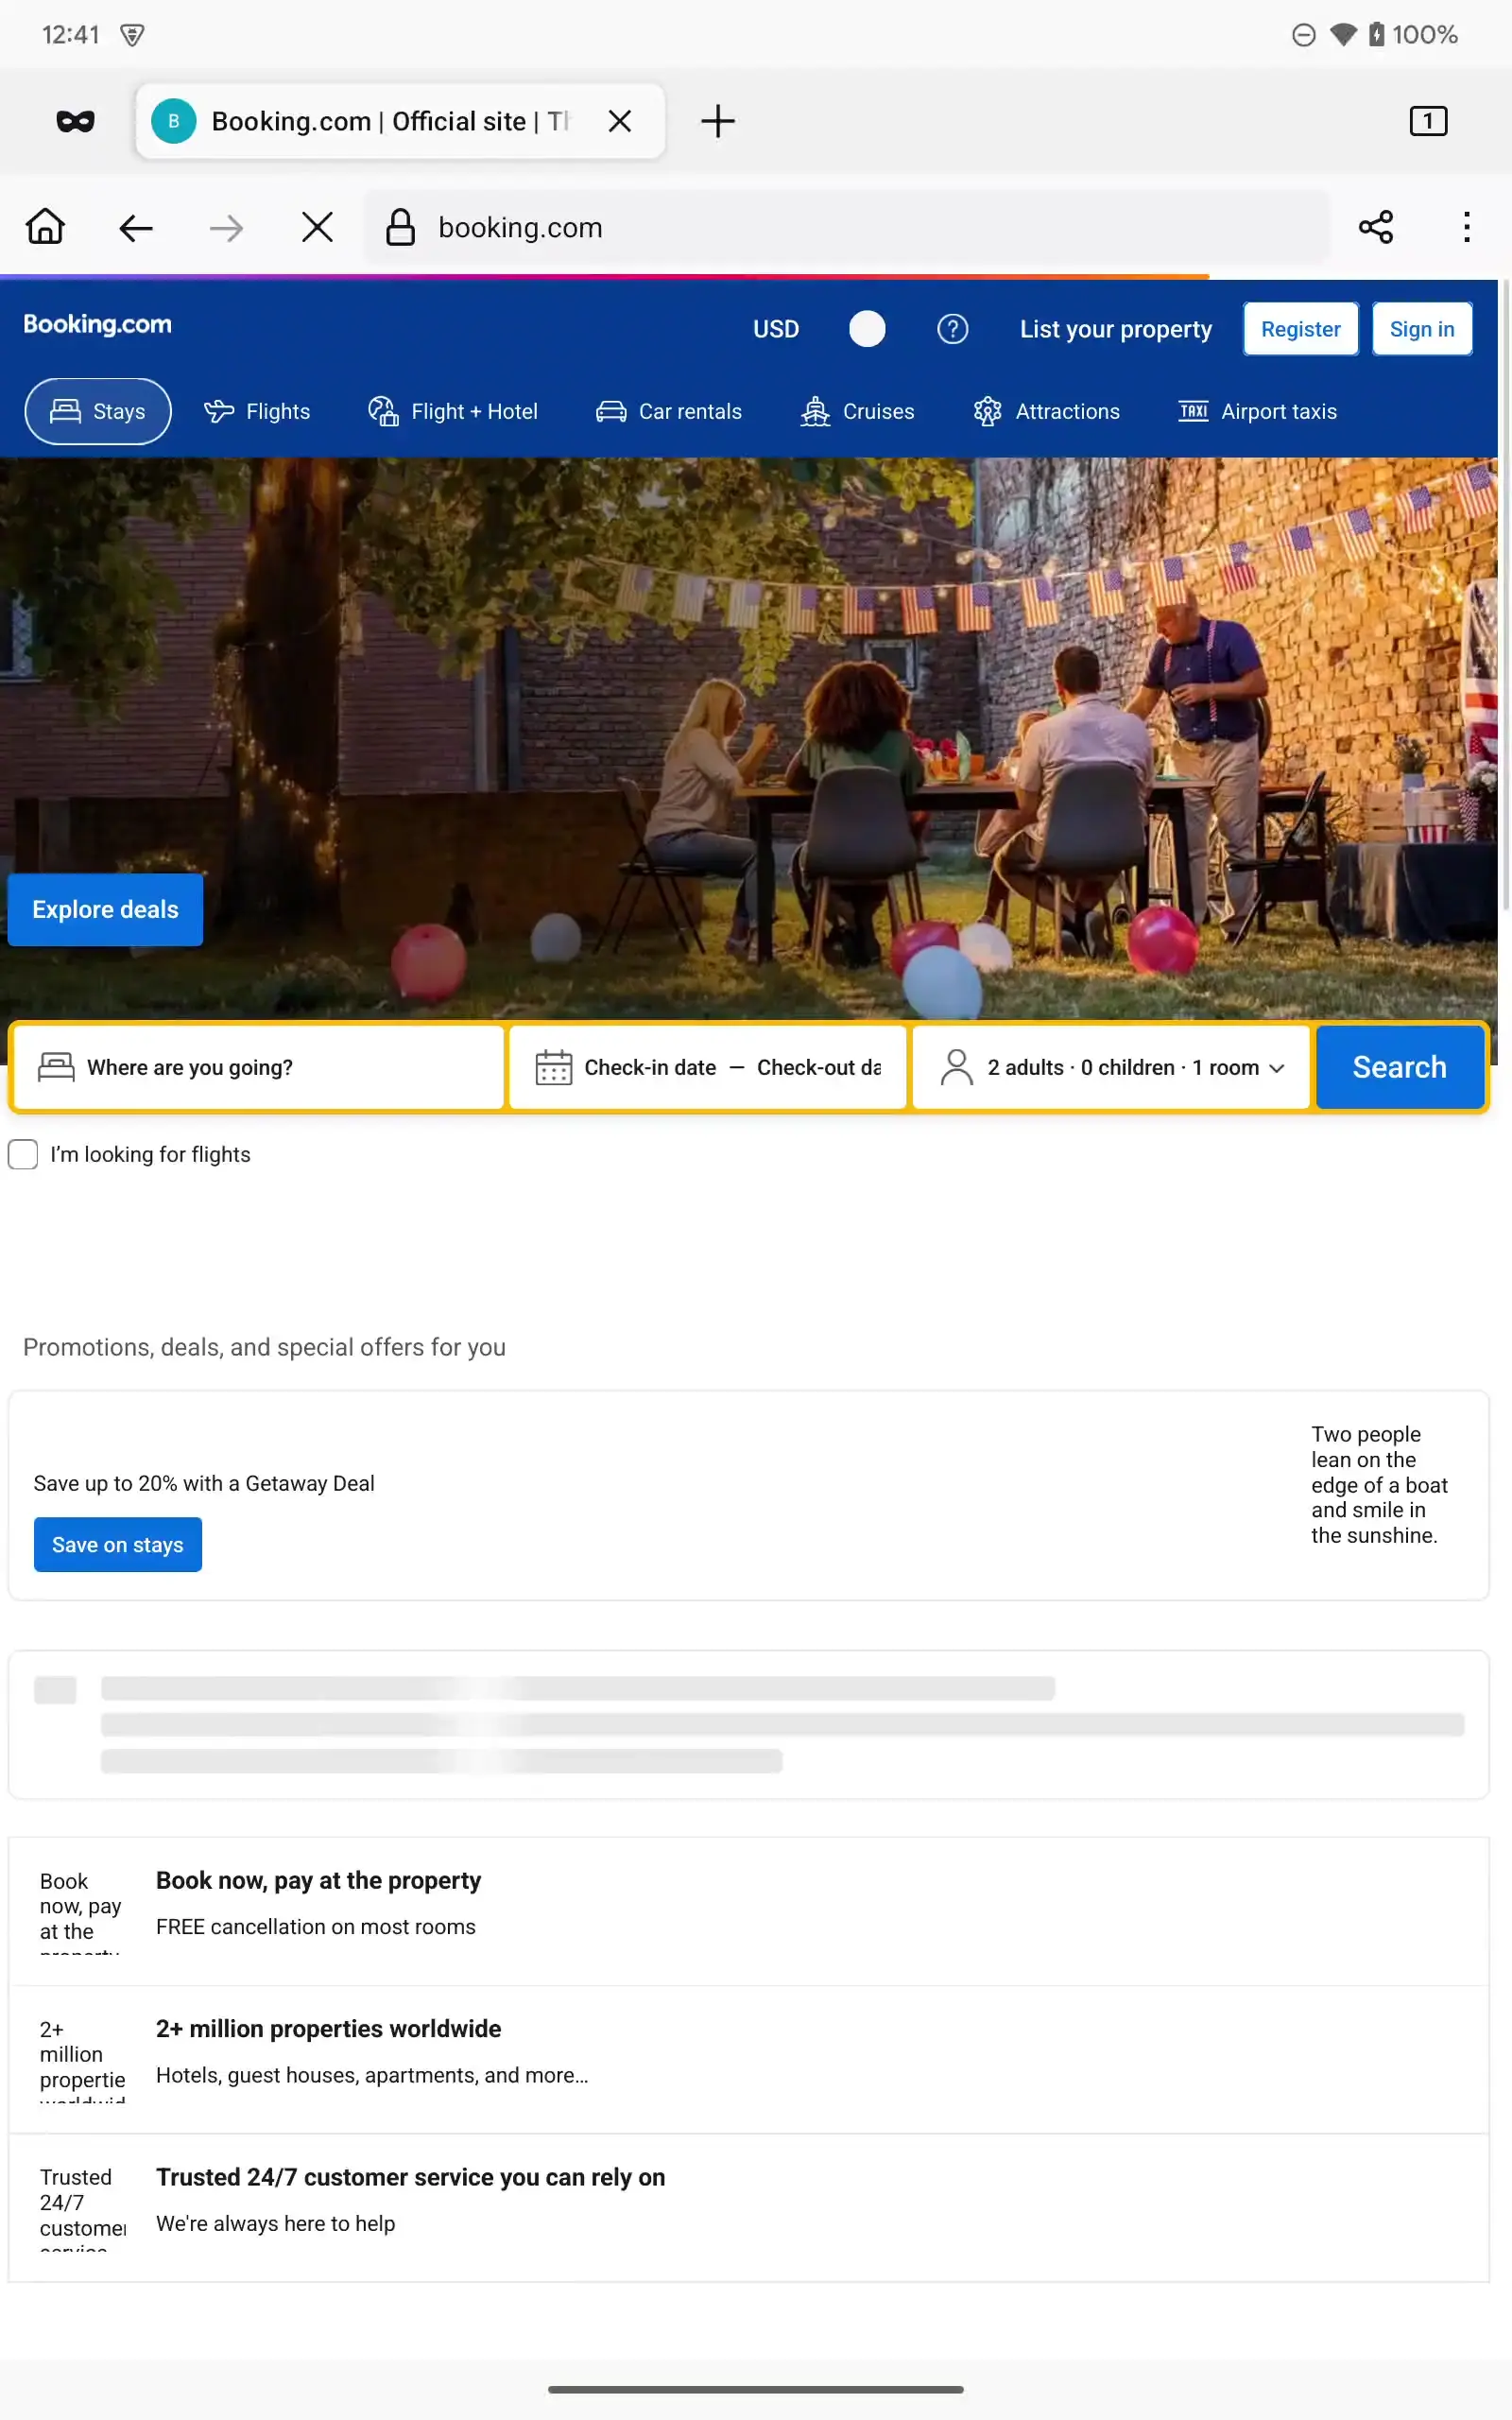 12:41
100%
B
Booking.com | Official site | Th
1
booking.com
Booking.com
USD
List your property
Register
Sign in
Stays
Flights
Flight + Hotel
Car rentals
Cruises
Attractions
TAXI
Airport taxis
Explore deals
Where are you going?
Check-in date — Check-out da
2 adults · 0 children · 1 room
Search
I'm looking for flights
Promotions, deals, and special offers for you
Save up to 20% with a Getaway Deal
Save on stays
Two people
lean on the
edge of a boat
and smile in
the sunshine.
Book
now, pay
at the
property
Book now, pay at the property
FREE cancellation on most rooms
2+
million
propertie
worldwid
2+ million properties worldwide
Hotels, guest houses, apartments, and more…
Trusted
24/7
customer
service
Trusted 24/7 customer service you can rely on
We're always here to help